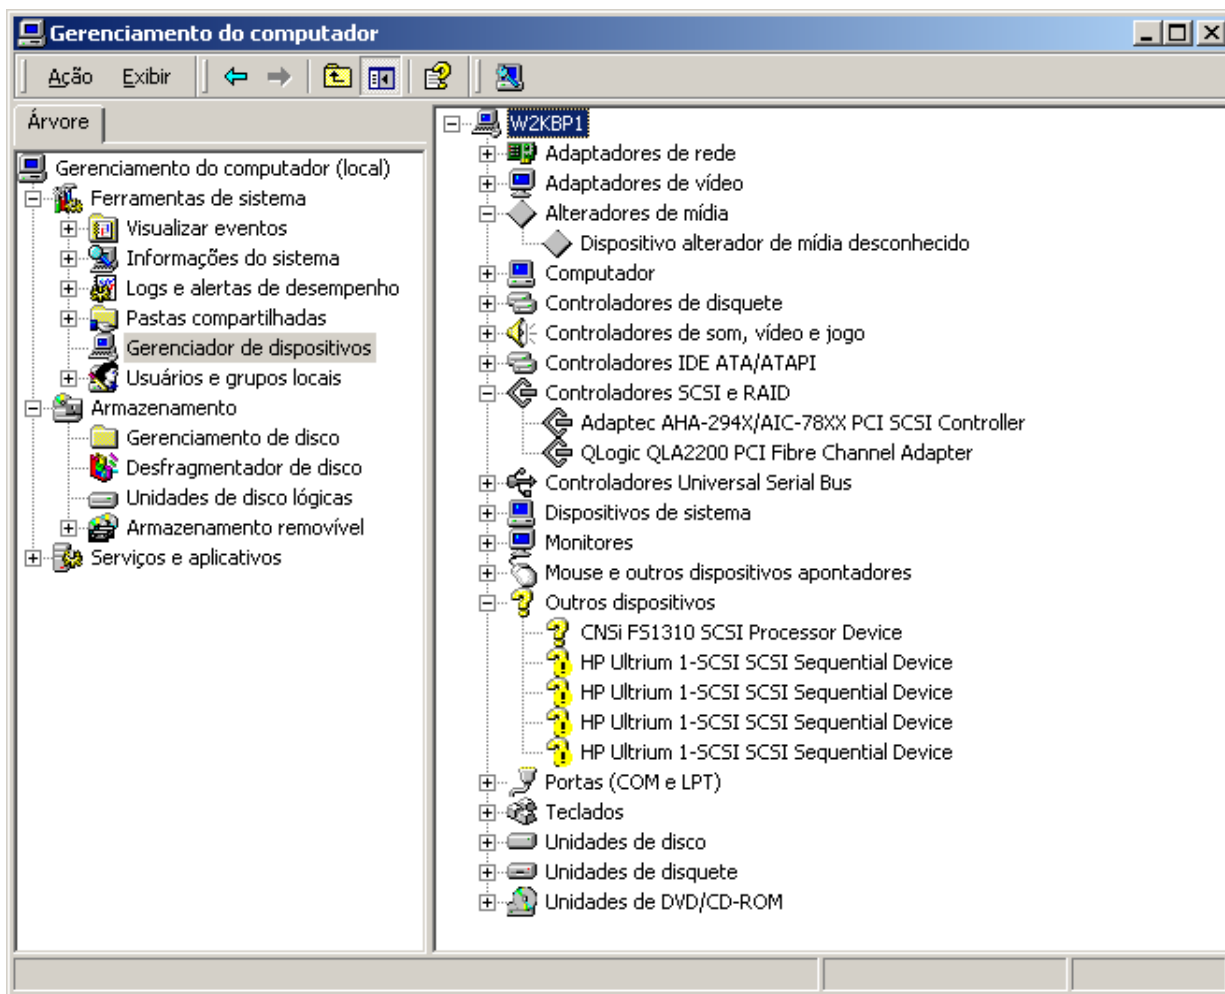 Gerenciamento do computador
Ação Exibir
Árvore
Gerenciamento do computador (local)
Ferramentas de sistema
Visualizar eventos
Informações do sistema
Logs e alertas de desempenho
Pastas compartilhadas
Gerenciador de dispositivos
Usuários e grupos locais
Armazenamento
Gerenciamento de disco
Desfragmentador de disco
Unidades de disco lógicas
Armazenamento removível
Serviços e aplicativos
W2KBP1
Adaptadores de rede
Adaptadores de vídeo
Alteradores de mídia
Dispositivo alterador de mídia desconhecido
Computador
Controladores de disquete
Controladores de som, vídeo e jogo
Controladores IDE ATA/ATAPI
Controladores SCSI e RAID
Adaptec AHA-294X/AIC-78XX PCI SCSI Controller
QLogic QLA2200 PCI Fibre Channel Adapter
Controladores Universal Serial Bus
Dispositivos de sistema
Monitores
Mouse e outros dispositivos apontadores
Outros dispositivos
CNSi FS1310 SCSI Processor Device
HP Ultrium 1-SCSI SCSI Sequential Device
HP Ultrium 1-SCSI SCSI Sequential Device
HP Ultrium 1-SCSI SCSI Sequential Device
HP Ultrium 1-SCSI SCSI Sequential Device
Portas (COM e LPT)
Teclados
Unidades de disco
Unidades de disquete
Unidades de DVD/CD-ROM